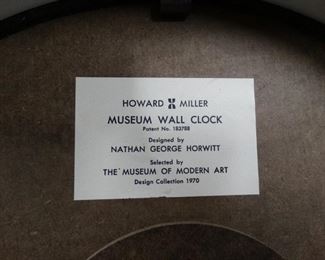 HOWARD MILLER
MUSEUM WALL CLOCK
Patent No. 183788
Designed by
NATHAN GEORGE HORWITT
Selected by
THE MUSEUM OF MODERN ART
Design Collection 1970